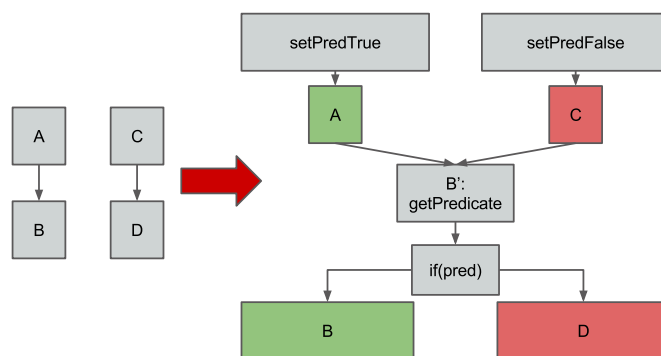 A
C
B
D
setPredTrue
setPredFalse
A
C
B’:
getPredicate
if(pred)
B
D